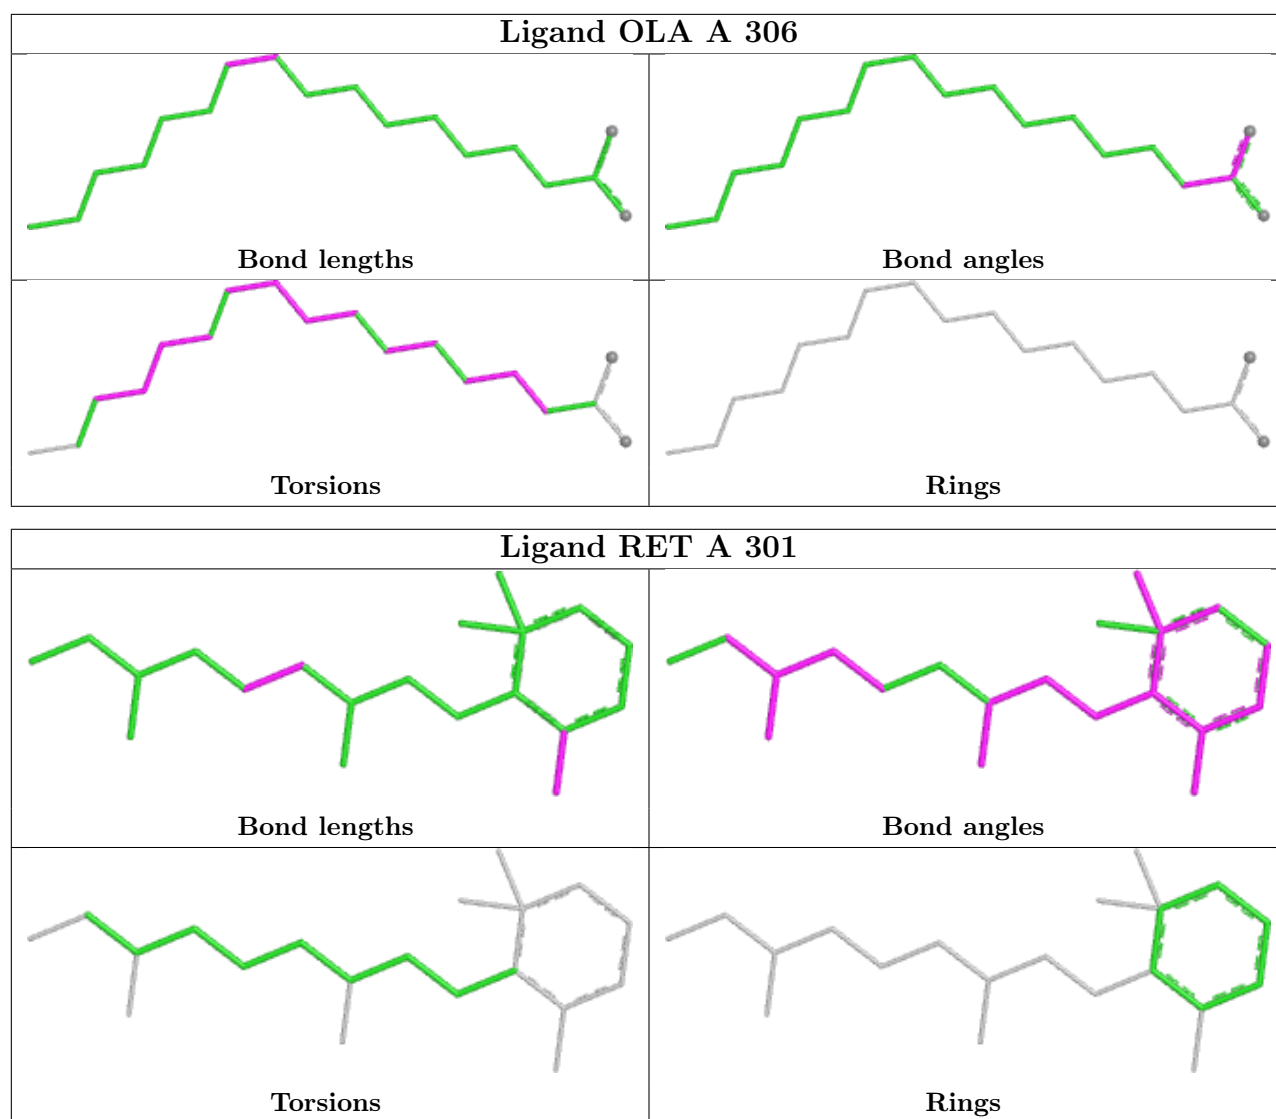 Ligand OLA A 306
Bond lengths
Bond angles
Torsions
Rings
Ligand RET A 301
Bond lengths
Bond angles
Torsions
Rings